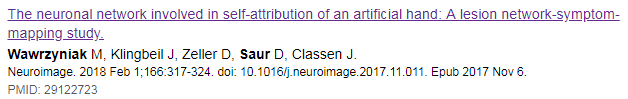 The neuronal network involved in self-attribution of an artificial hand: A lesion network-symptom-
mapping study.
Wawrzyniak M, Klingbeil J, Zeller D, Saur D, Classen J.
Neuroimage. 2018 Feb 1;166:317-324. doi: 10.1016/j.neuroimage.2017.11.011. Epub 2017 Nov 6.
PMID: 29122723